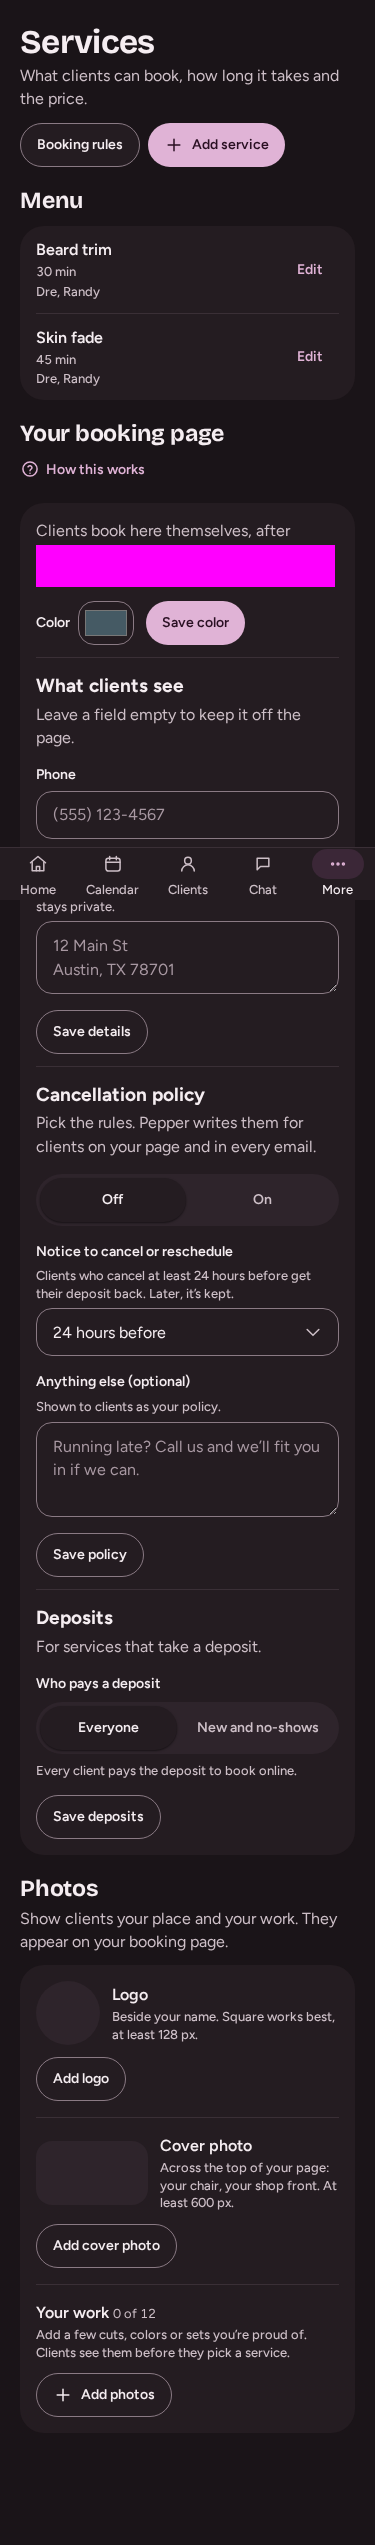 Services
What clients can book, how long it takes and
the price.
Booking rules
Add service
Menu
Beard trim
30 min
Dre, Randy
Edit
Skin fade
45 min
Dre, Randy
Edit
Your booking page
How this works
Clients book here themselves, after
Color
Save color
What clients see
Leave a field empty to keep it off the
page.
Phone
(555) 123-4567
Home
Calendar
Clients
Chat
More
stays private.
12 Main St
Austin, TX 78701
Save details
Cancellation policy
Pick the rules. Pepper writes them for
clients on your page and in every email.
Off
On
Notice to cancel or reschedule
Clients who cancel at least 24 hours before get
their deposit back. Later, it’s kept.
24 hours before
Anything else (optional)
Shown to clients as your policy.
Running late? Call us and we’ll fit you
in if we can.
Save policy
Deposits
For services that take a deposit.
Who pays a deposit
Everyone
New and no-shows
Every client pays the deposit to book online.
Save deposits
Photos
Show clients your place and your work. They
appear on your booking page.
Logo
Beside your name. Square works best,
at least 128 px.
Add logo
Cover photo
Across the top of your page:
your chair, your shop front. At
least 600 px.
Add cover photo
Your work 0 of 12
Add a few cuts, colors or sets you’re proud of.
Clients see them before they pick a service.
Add photos